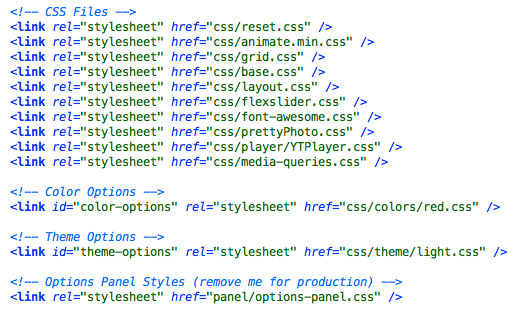 <!-- CSS Files -->
<link rel="stylesheet" href="css/reset.css" />
<link rel="stylesheet" href="css/animate.min.css" />
<link rel="stylesheet" href="css/grid.css" />
<link rel="stylesheet" href="css/base.css" />
<link rel="stylesheet" href="css/layout.css" />
<link rel="stylesheet" href="css/flexslider.css" />
<link rel="stylesheet" href="css/font-awesome.css" />
<link rel="stylesheet" href="css/prettyPhoto.css" />
<link rel="stylesheet" href="css/player/YTPlayer.css" />
<link rel="stylesheet" href="css/media-queries.css" />
<!-- Color Options -->
<link id="color-options" rel="stylesheet" href="css/colors/red.css" />
<!-- Theme Options -->
<link id="theme-options" rel="stylesheet" href="css/theme/light.css" />
<!-- Options Panel Styles (remove me for production) -->
<link rel="stylesheet" href="panel/options-panel.css" />